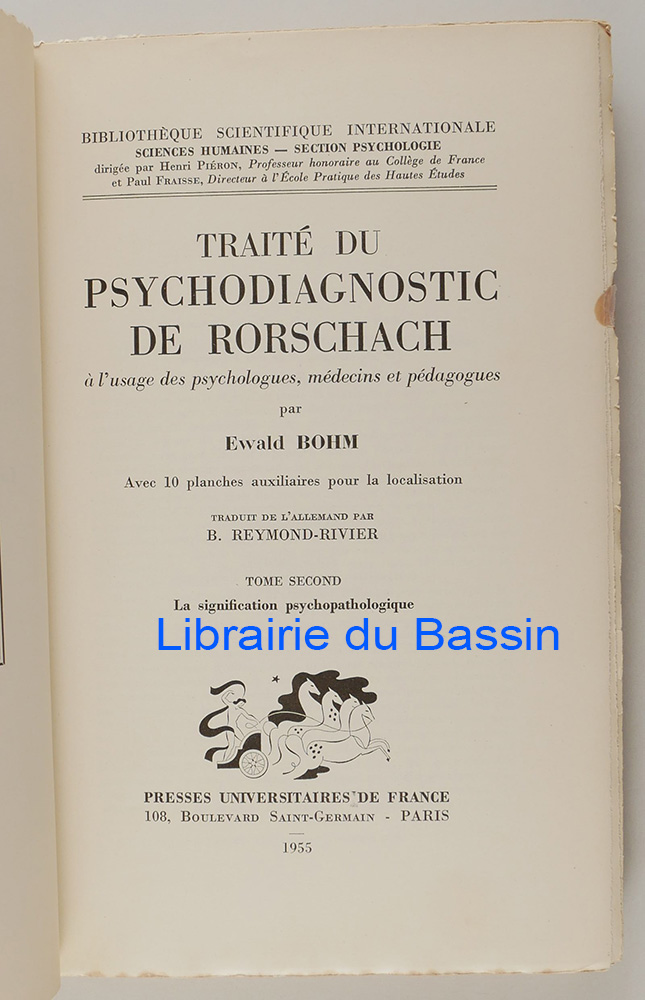 BIBLIOTHÈQUE SCIENTIFIQUE INTERNATIONALE
SCIENCES HUMAINES — SECTION PSYCHOLOGIE
dirigée par Henri PIÉRON, Professeur honoraire au Collège de France
et Paul FRAISSE, Directeur à l'École Pratique des Hautes Études
TRAITÉ DU
PSYCHODIAGNOSTIC
DE RORSCHACH
à l'usage des psychologues, médecins et pédagogues
par
Ewald BOHM
Avec 10 planches auxiliaires pour la localisation
TRADUIT DE L'ALLEMAND PAR
B. REYMOND-RIVIER
TOME SECOND
La signification psychopathologique
Librairie du Bassin
PRESSES UNIVERSITAIRES DE FRANCE
108, BOULEVARD SAINT-GERMAIN - PARIS
1955